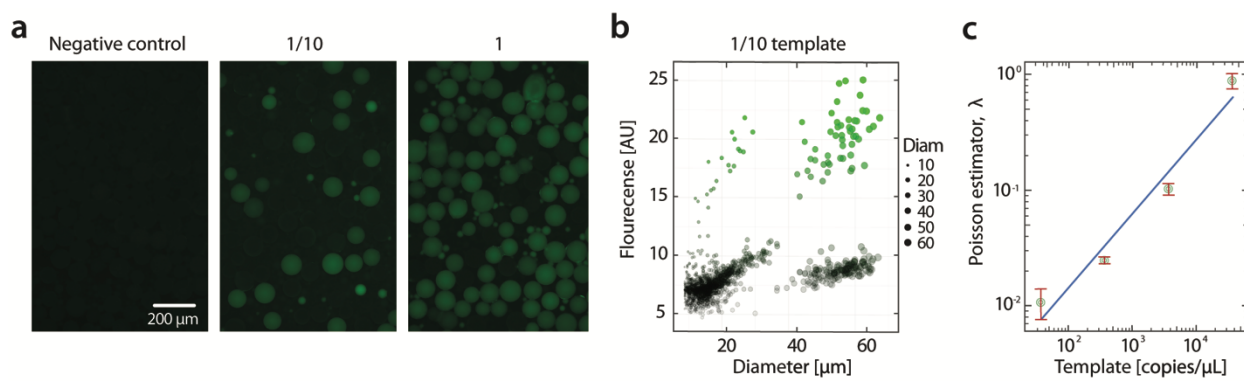 a
Negative control
1/10
1
200 µm
b
1/10 template
Flourecense [AU]
25
20
15
10
5
20
40
60
Diameter [µm]
Diam
10
20
30
40
50
60
c
Poisson estimator, λ
10⁰
10⁻¹
10⁻²
10²
10³
10⁴
Template [copies/µL]